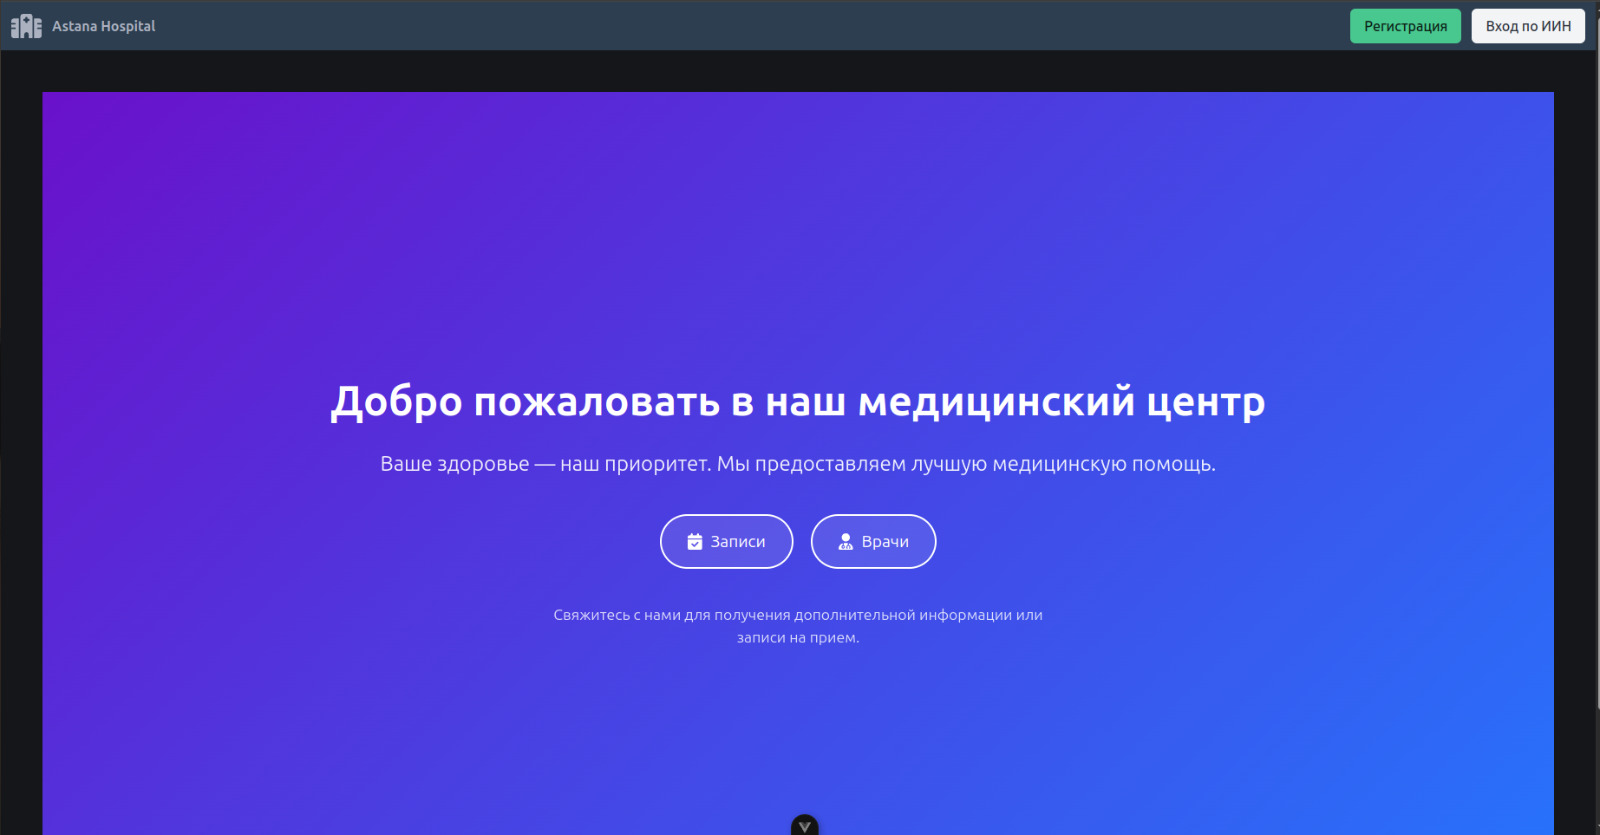 Astana Hospital
Регистрация
Вход по ИИН
Добро пожаловать в наш медицинский центр
Ваше здоровье — наш приоритет. Мы предоставляем лучшую медицинскую помощь.
Записи
Врачи
Свяжитесь с нами для получения дополнительной информации или
записи на прием.